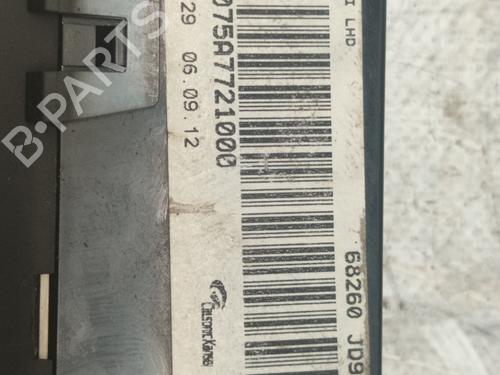 I LHD
68260 JD9
075A7721000
29 06.09.12
CalsonicKansei
B-PARTS